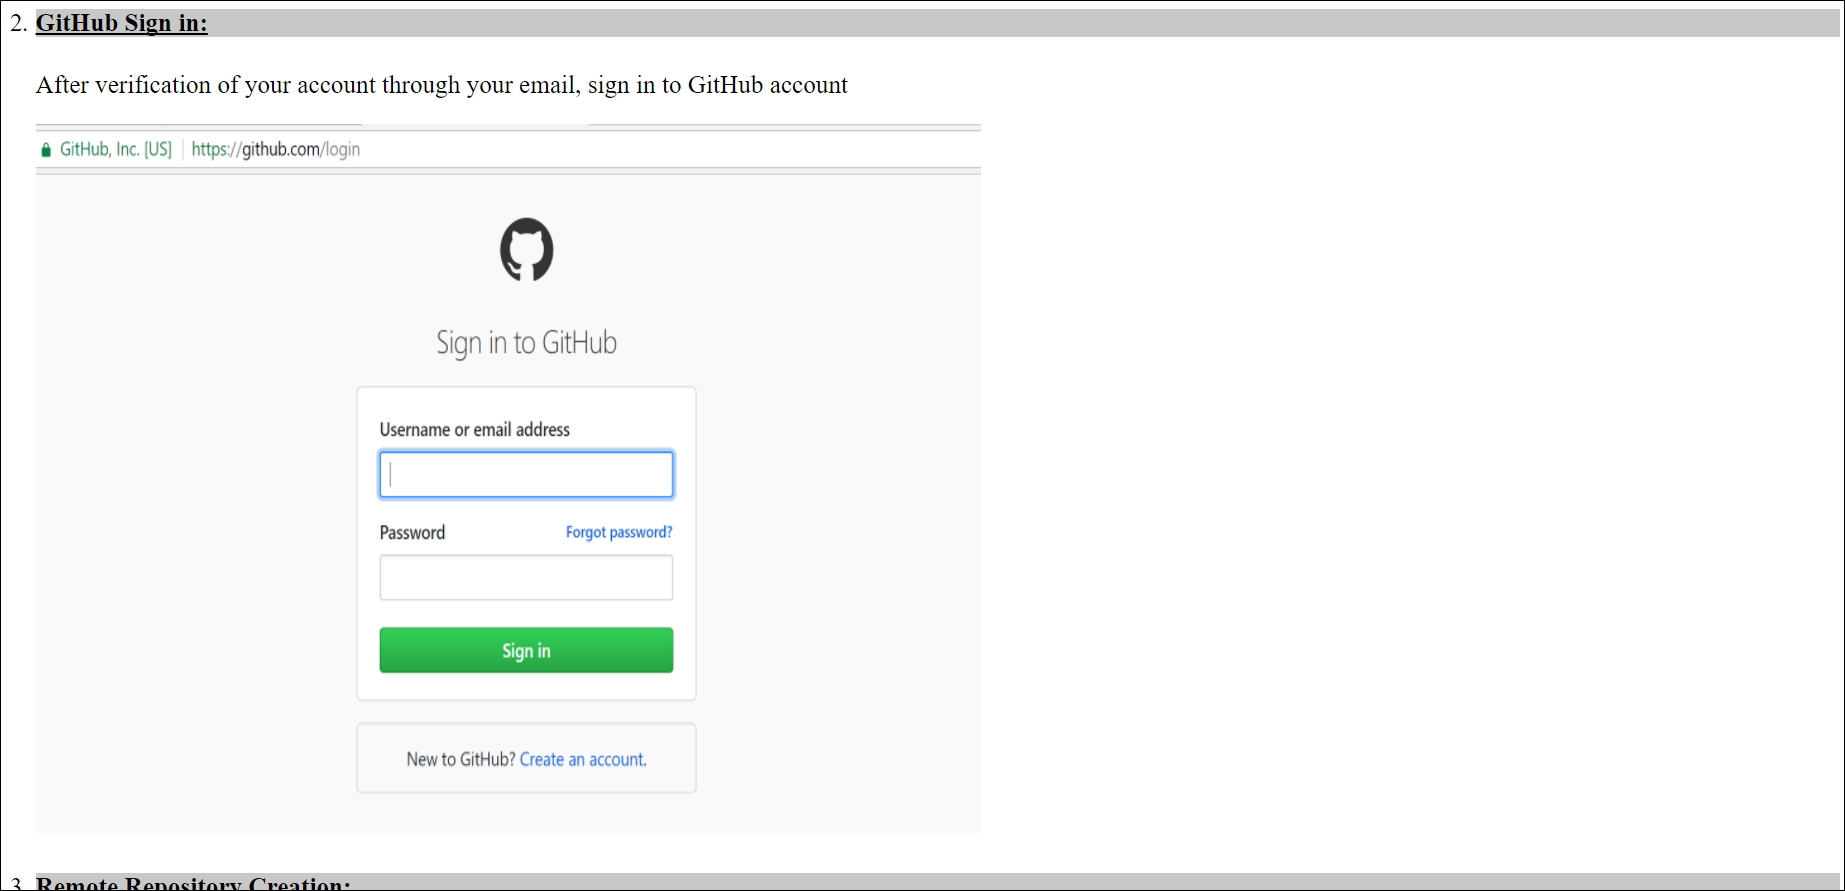 2. GitHub Sign in:
After verification of your account through your email, sign in to GitHub account
GitHub, Inc. [US] https://github.com/login
Sign in to GitHub
Username or email address
Password Forgot password?
Sign in
New to GitHub? Create an account.
3. Remote Repository Creation: